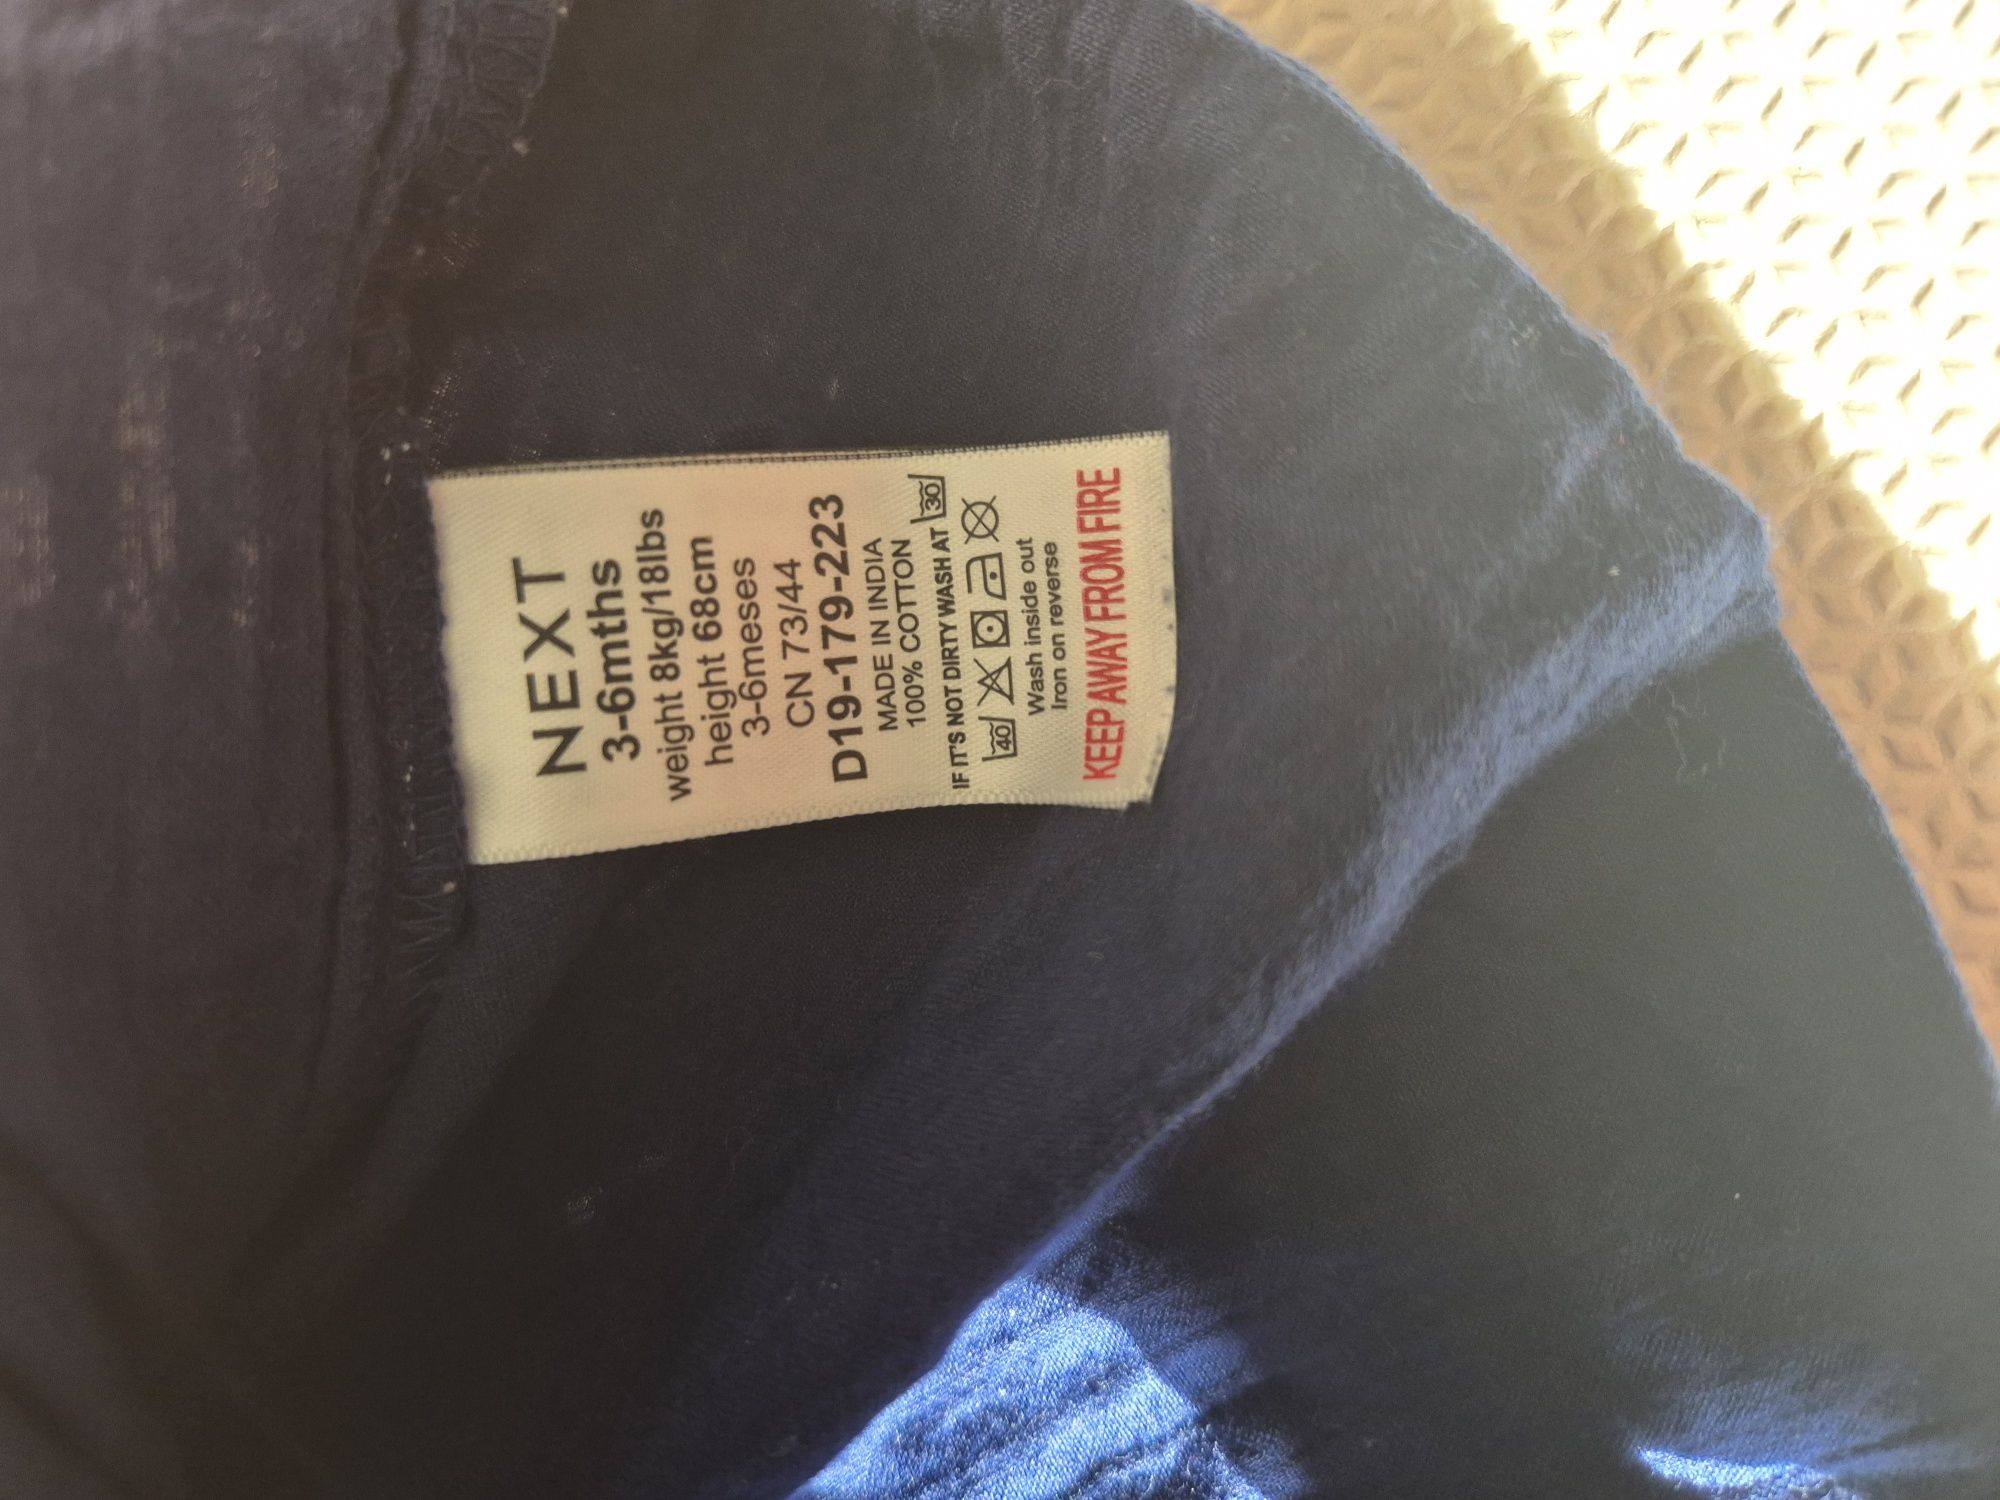 NEXT
3-6mths
weight 8kg/18lbs
height 68cm
3-6meses
CN 73/44
D19-179-223
MADE IN INDIA
100% COTTON
IF IT'S NOT DIRTY WASH AT 30
40
Wash inside out
Iron on reverse
KEEP AWAY FROM FIRE